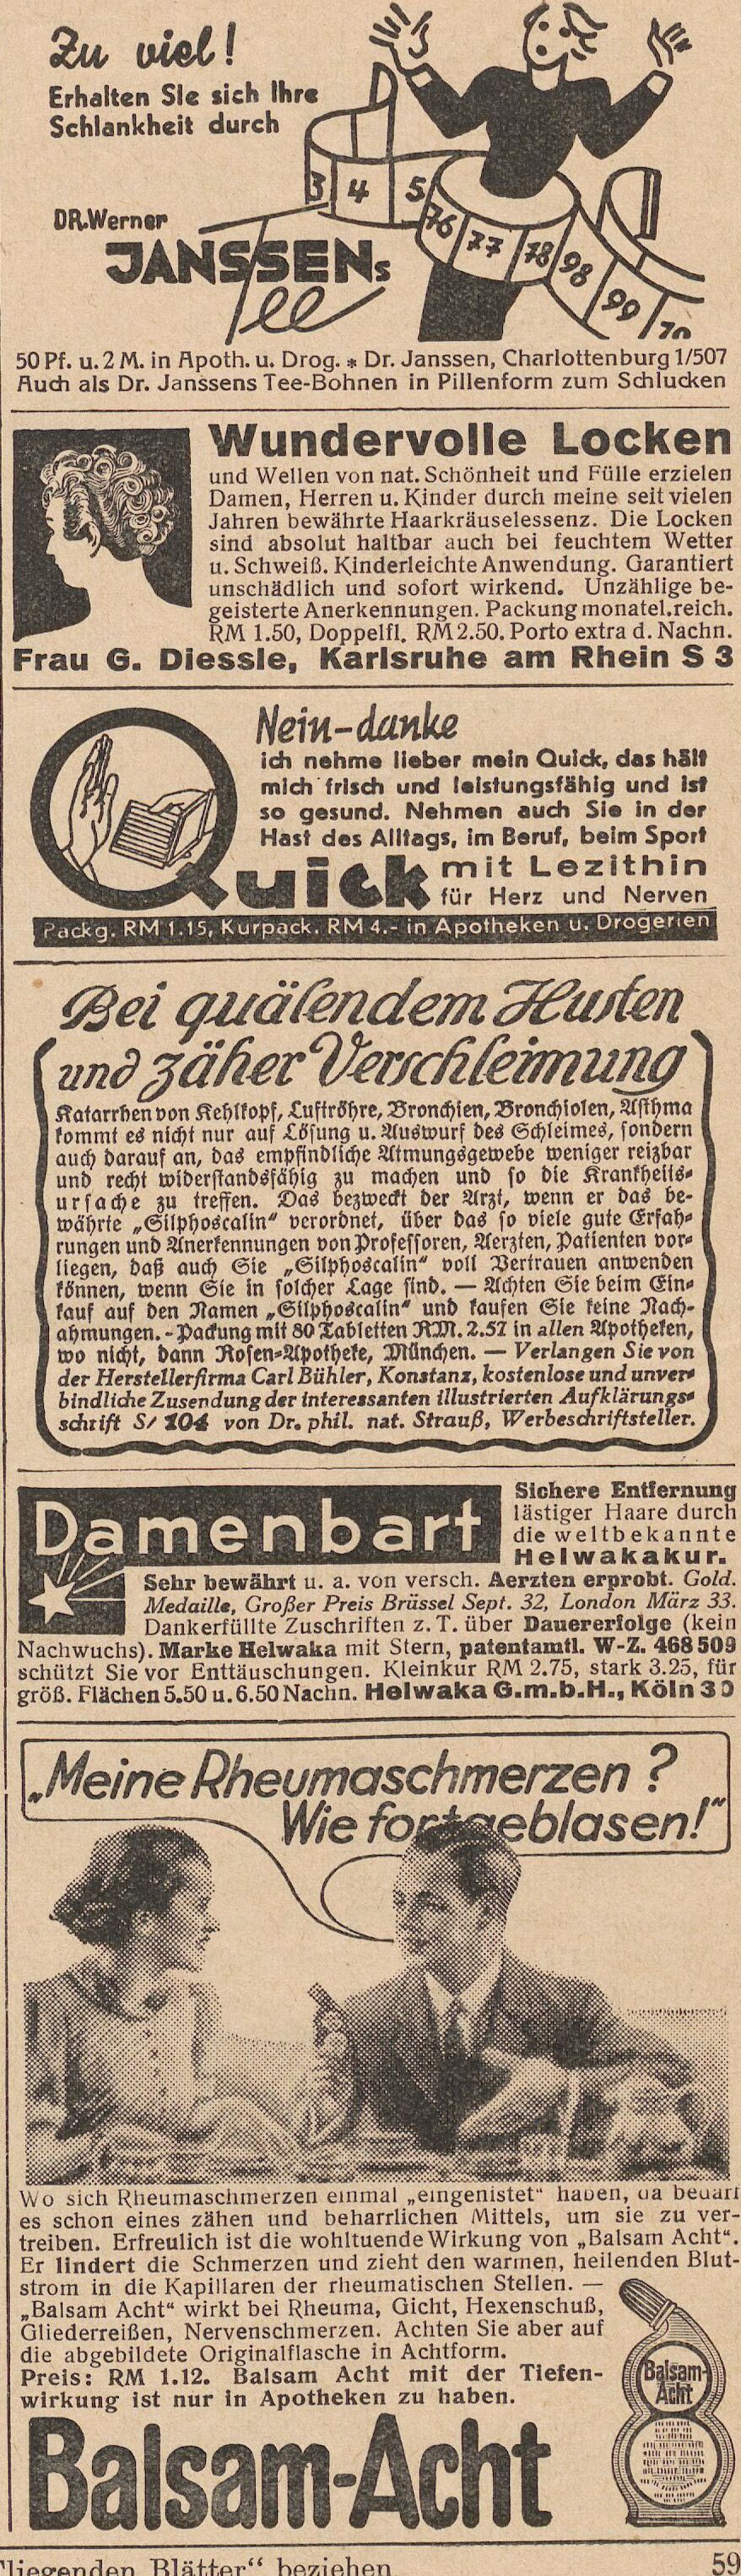 Zu viel!
Erhalten Sie sich Ihre
Schlankheit durch
DR. Werner
JANSSENs
Tee
3 4 5
76 77 78 98 99 70
50 Pf. u. 2 M. in Apoth. u. Drog. * Dr. Janssen, Charlottenburg 1/507
Auch als Dr. Janssens Tee-Bohnen in Pillenform zum Schlucken
Wundervolle Locken
und Wellen von nat. Schönheit und Fülle erzielen
Damen, Herren u. Kinder durch meine seit vielen
Jahren bewährte Haarkräuselessenz. Die Locken
sind absolut haltbar auch bei feuchtem Wetter
u. Schweiß. Kinderleichte Anwendung. Garantiert
unschädlich und sofort wirkend. Unzählige be-
geisterte Anerkennungen. Packung monatel. reich.
RM 1.50, Doppelfl. RM 2.50. Porto extra d. Nachn.
Frau G. Diessle, Karlsruhe am Rhein S 3
Nein-danke
ich nehme lieber mein Quick, das hält
mich frisch und leistungsfähig und ist
so gesund. Nehmen auch Sie in der
Hast des Alltags, im Beruf, beim Sport
Quick mit Lezithin
für Herz und Nerven
Packg. RM 1.15, Kurpack. RM 4.- in Apotheken u. Drogerien
Bei quälendem Husten
und zäher Verschleimung
Katarrhen von Kehlkopf, Luftröhre, Bronchien, Bronchiolen, Asthma
kommt es nicht nur auf Lösung u. Auswurf des Schleimes, sondern
auch darauf an, das empfindliche Atmungsgewebe weniger reizbar
und recht widerstandsfähig zu machen und so die Krankheits-
ursache zu treffen. Das bezweckt der Arzt, wenn er das be-
währte „Silphoscalin“ verordnet, über das so viele gute Erfah-
rungen und Anerkennungen von Professoren, Aerzten, Patienten vor-
liegen, daß auch Sie „Silphoscalin“ voll Vertrauen anwenden
können, wenn Sie in solcher Lage sind. — Achten Sie beim Ein-
kauf auf den Namen „Silphoscalin“ und kaufen Sie keine Nach-
ahmungen. - Packung mit 80 Tabletten RM. 2.57 in allen Apotheken,
wo nicht, dann Rosen-Apotheke, München. — Verlangen Sie von
der Herstellerfirma Carl Bühler, Konstanz, kostenlose und unver-
bindliche Zusendung der interessanten illustrierten Aufklärungs-
schrift S/ 104 von Dr. phil. nat. Strauß, Werbeschriftsteller.
Damenbart
Sichere Entfernung
lästiger Haare durch
die weltbekannte
Helwakakur.
Sehr bewährt u. a. von versch. Aerzten erprobt. Gold.
Medaille, Großer Preis Brüssel Sept. 32, London März 33.
Dankerfüllte Zuschriften z. T. über Dauererfolge (kein
Nachwuchs). Marke Helwaka mit Stern, patentamtl. W-Z. 468 509
schützt Sie vor Enttäuschungen. Kleinkur RM 2.75, stark 3.25, für
größ. Flächen 5.50 u. 6.50 Nachn. Helwaka G.m.b.H., Köln 30
„Meine Rheumaschmerzen?
Wie fortgeblasen!“
Wo sich Rheumaschmerzen einmal „eingenistet“ haben, da bedarf
es schon eines zähen und beharrlichen Mittels, um sie zu ver-
treiben. Erfreulich ist die wohltuende Wirkung von „Balsam Acht“.
Er lindert die Schmerzen und zieht den warmen, heilenden Blut-
strom in die Kapillaren der rheumatischen Stellen. —
„Balsam Acht“ wirkt bei Rheuma, Gicht, Hexenschuß,
Gliederreißen, Nervenschmerzen. Achten Sie aber auf
die abgebildete Originalflasche in Achtform.
Preis: RM 1.12. Balsam Acht mit der Tiefen-
wirkung ist nur in Apotheken zu haben.
Balsam-
Acht
Balsam-Acht
Fliegenden Blätter“ beziehen
59